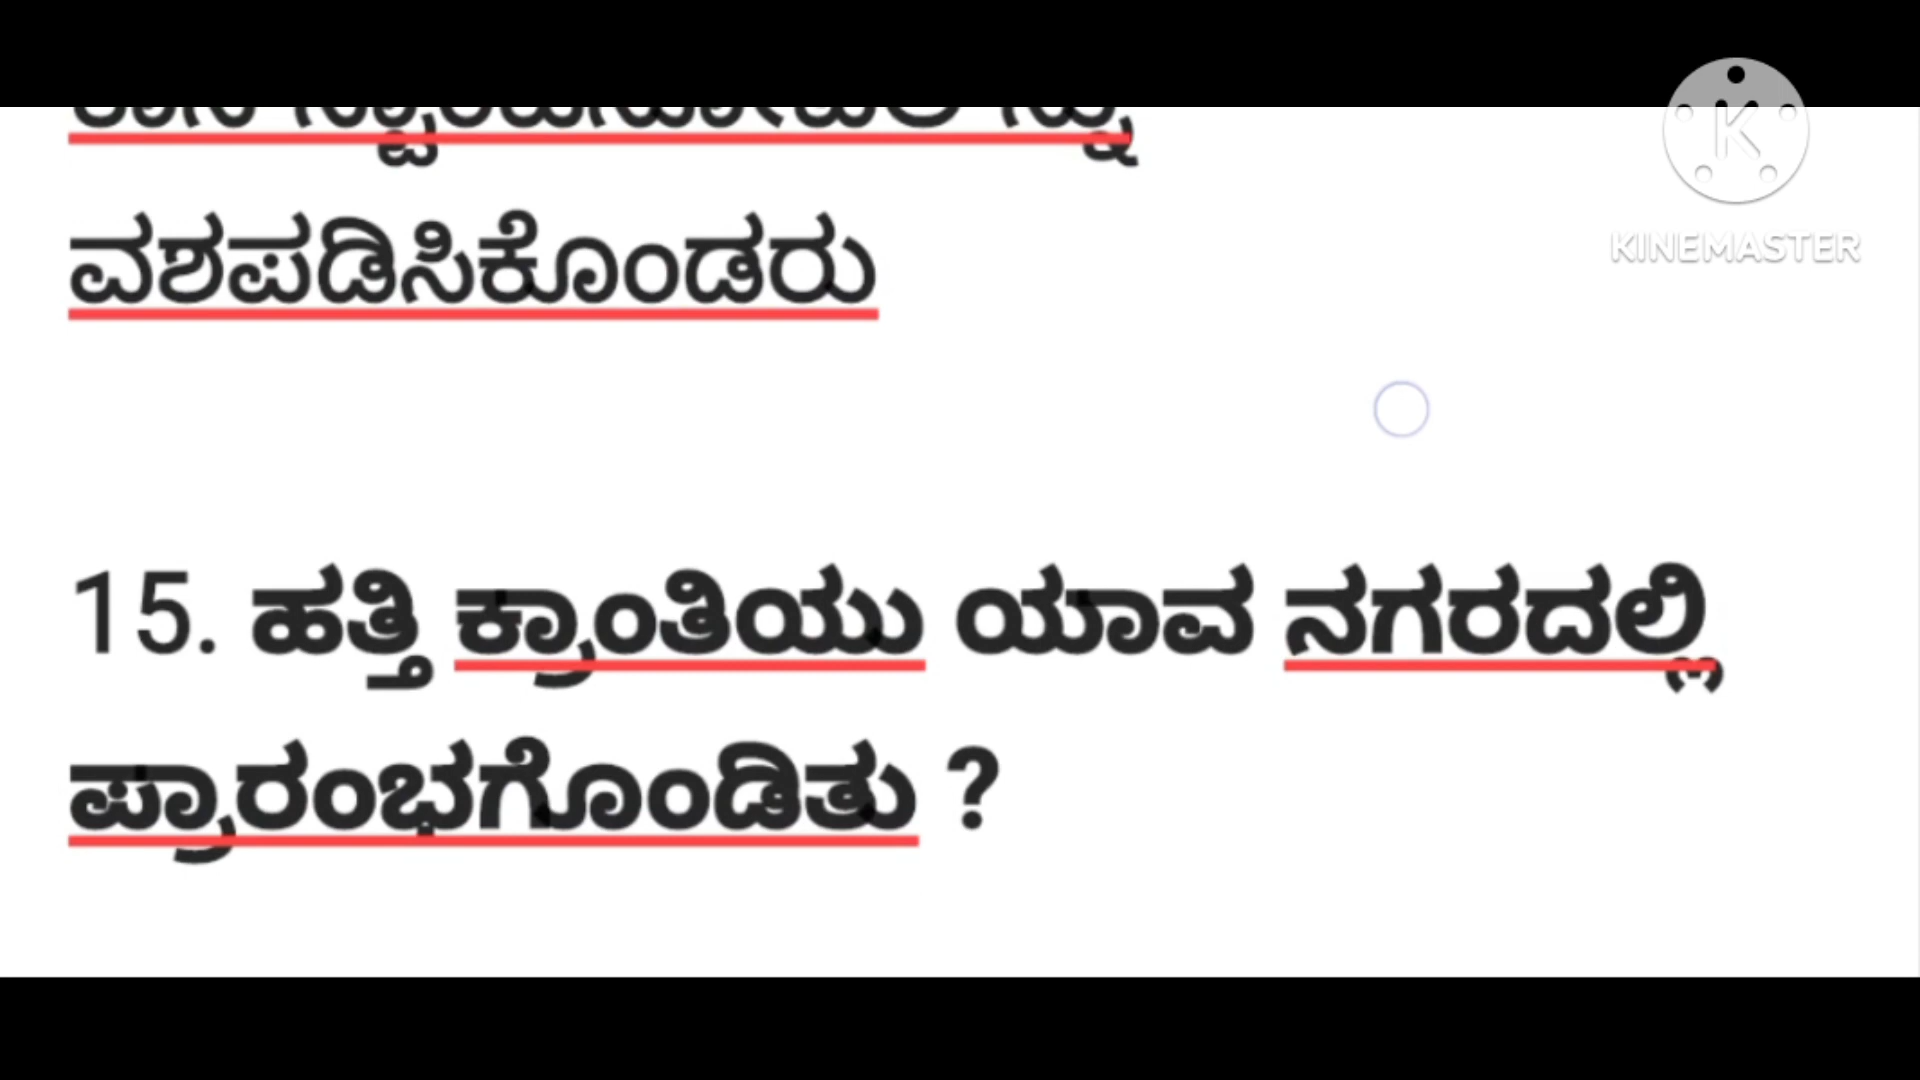 ವಶಪಡಿಸಿಕೊಂಡರು
KINEMASTER
15. ಹತ್ತಿ ಕ್ರಾಂತಿಯು ಯಾವ ನಗರದಲ್ಲಿ
ಪ್ರಾರಂಭಗೊಂಡಿತು ?